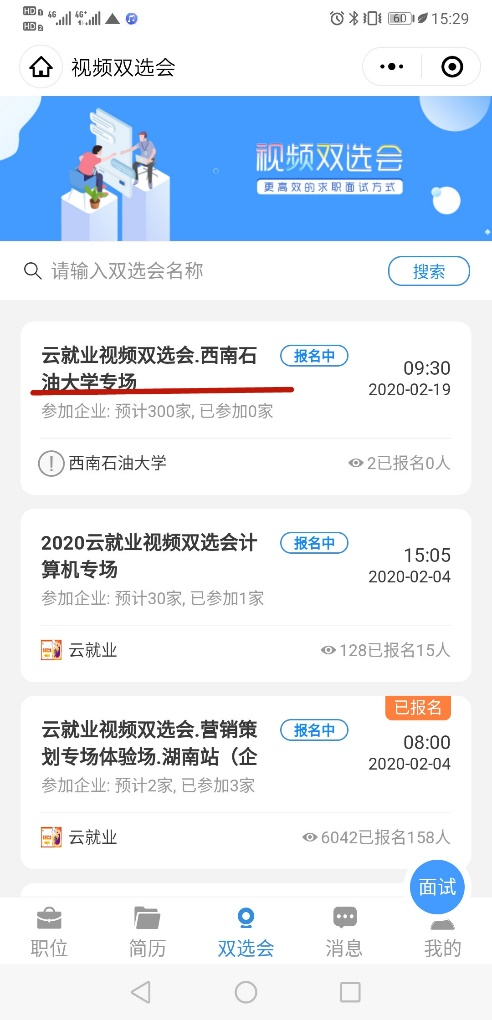 HD 1 4G 4G+ 60 15:29
HD 2
视频双选会
视频双选会
更高效的求职面试方式
请输入双选会名称 搜索
云就业视频双选会.西南石 报名中 09:30
油大学专场 2020-02-19
参加企业: 预计300家, 已参加0家
西南石油大学 2已报名0人
2020云就业视频双选会计 报名中 15:05
算机专场 2020-02-04
参加企业: 预计30家, 已参加1家
云就业 128已报名15人
已报名
云就业视频双选会.营销策 报名中 08:00
划专场体验场.湖南站（企 2020-02-04
参加企业: 预计2家, 已参加3家
云就业 6042已报名158人
面试
职位 简历 双选会 消息 我的